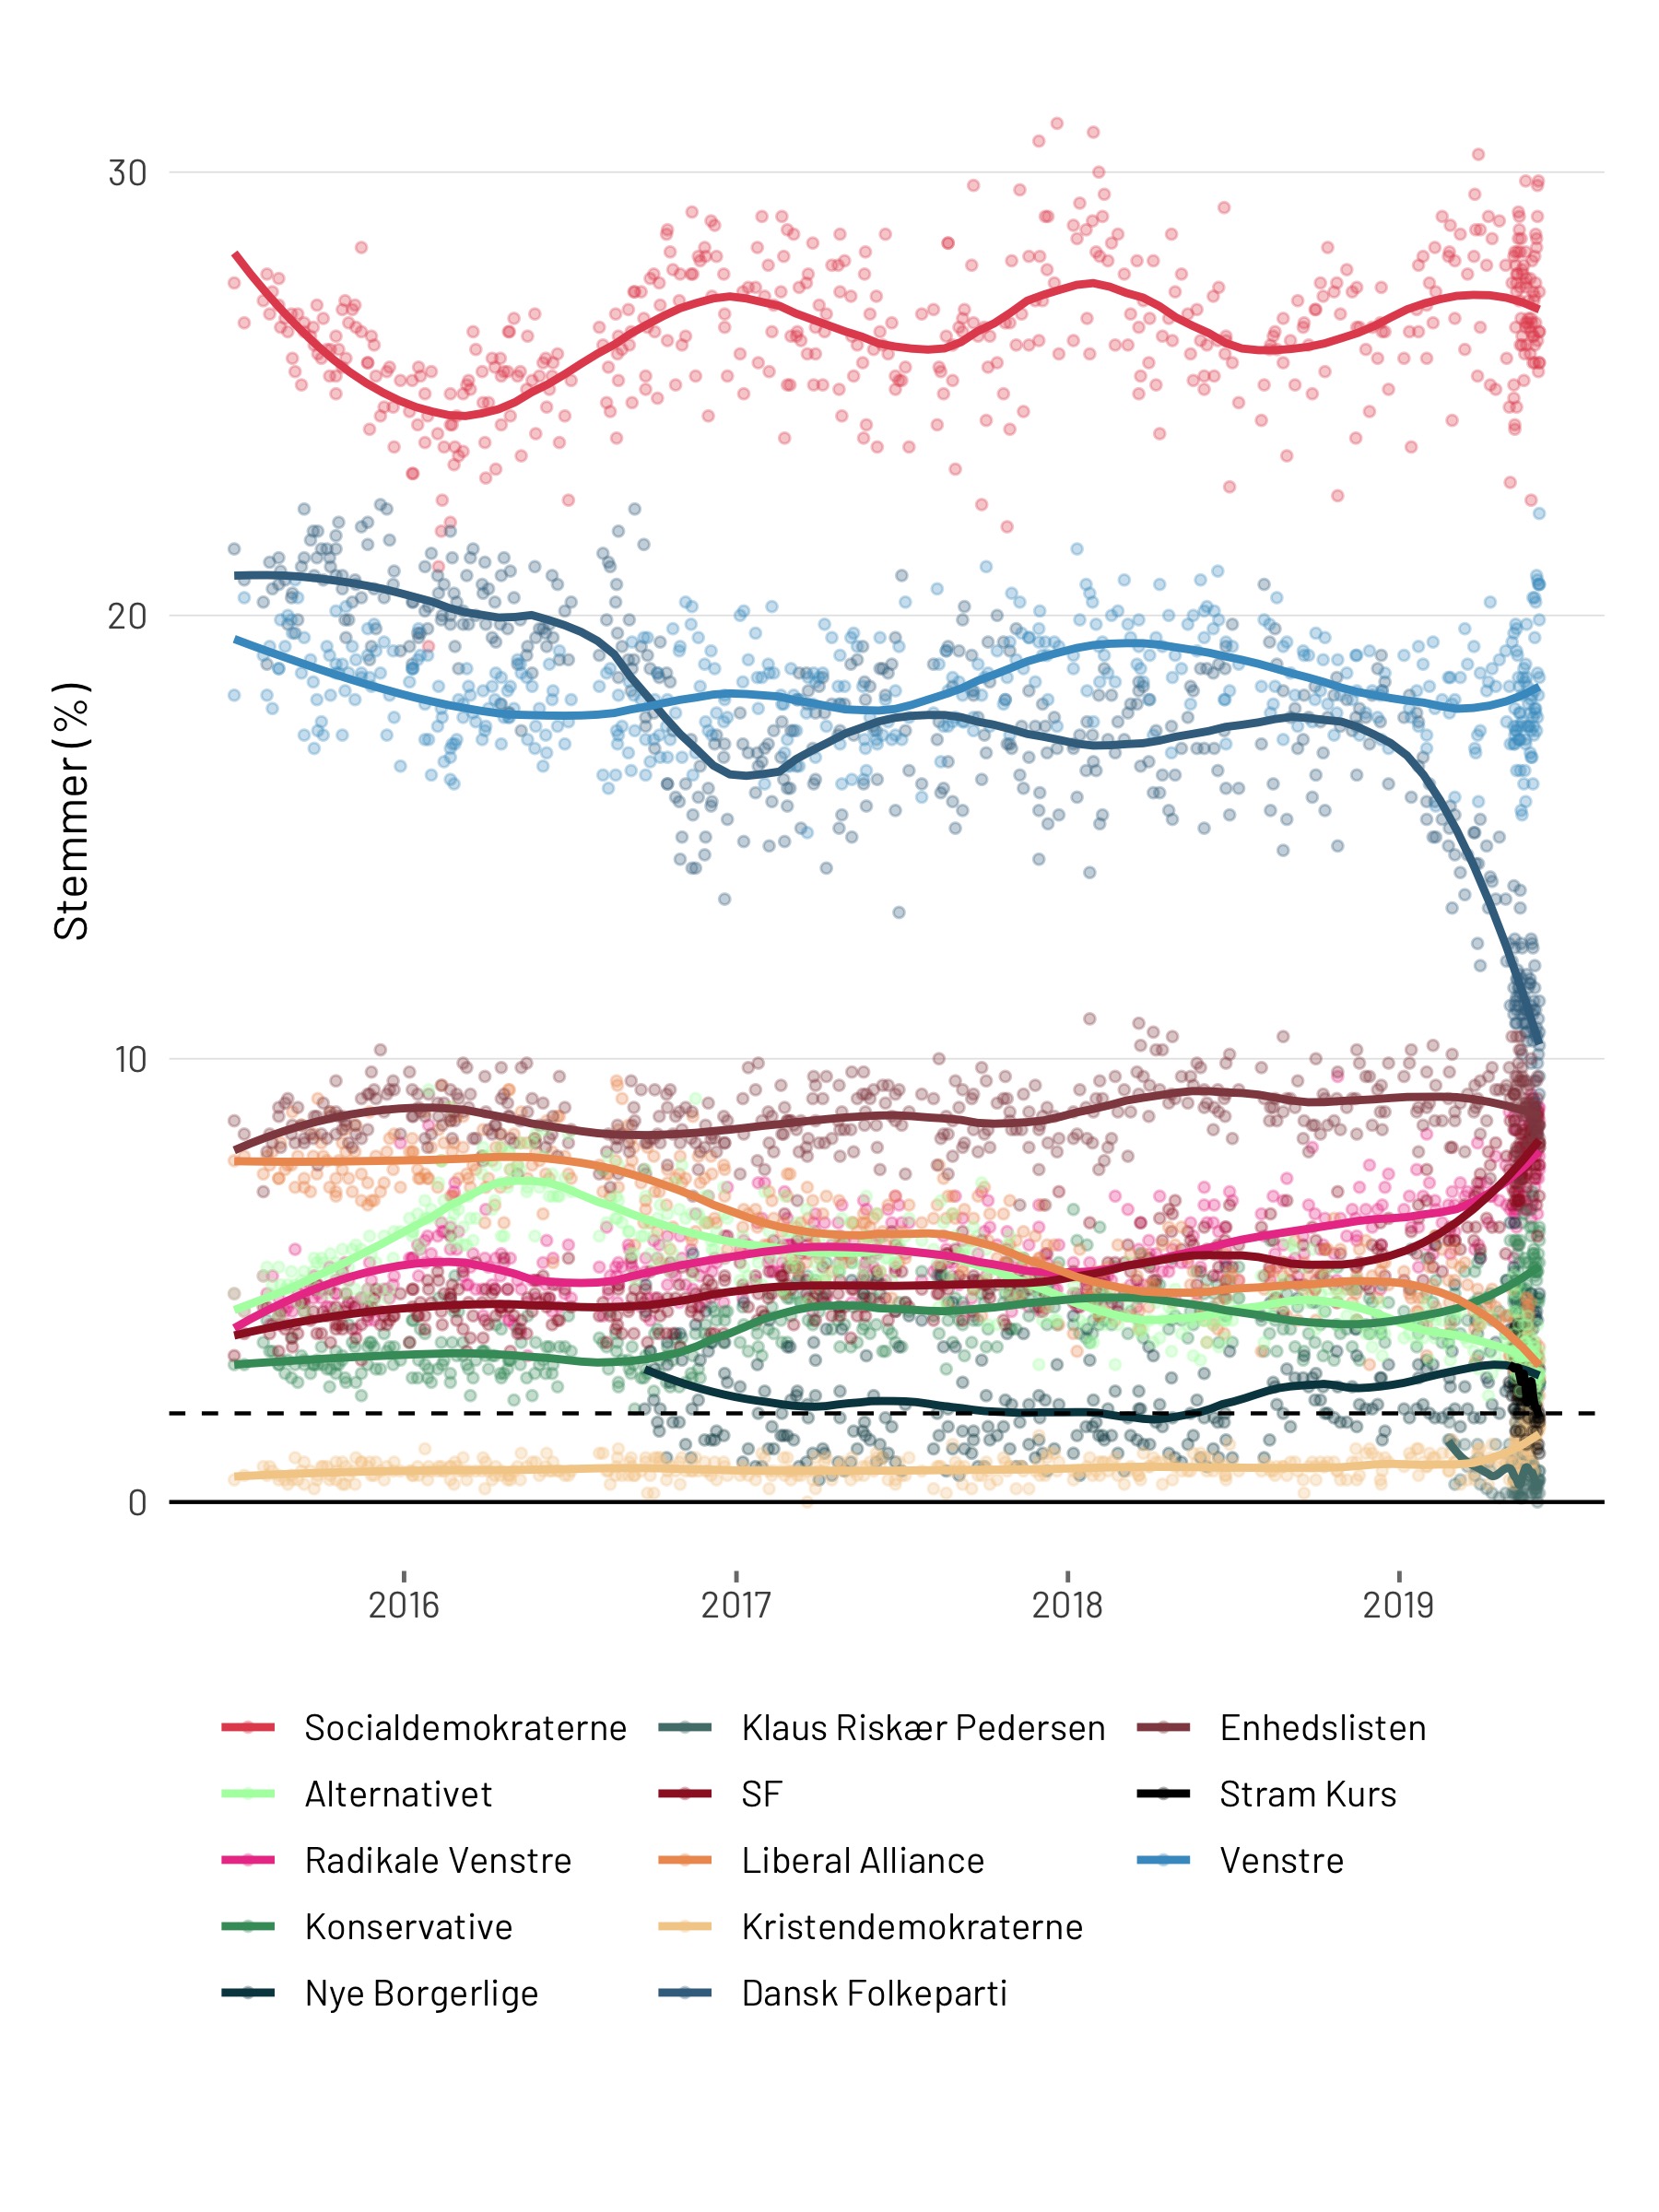 30
20
10
0
Stemmer (%)
2016 2017 2018 2019
Socialdemokraterne Klaus Riskær Pedersen Enhedslisten
Alternativet SF Stram Kurs
Radikale Venstre Liberal Alliance Venstre
Konservative Kristendemokraterne
Nye Borgerlige Dansk Folkeparti